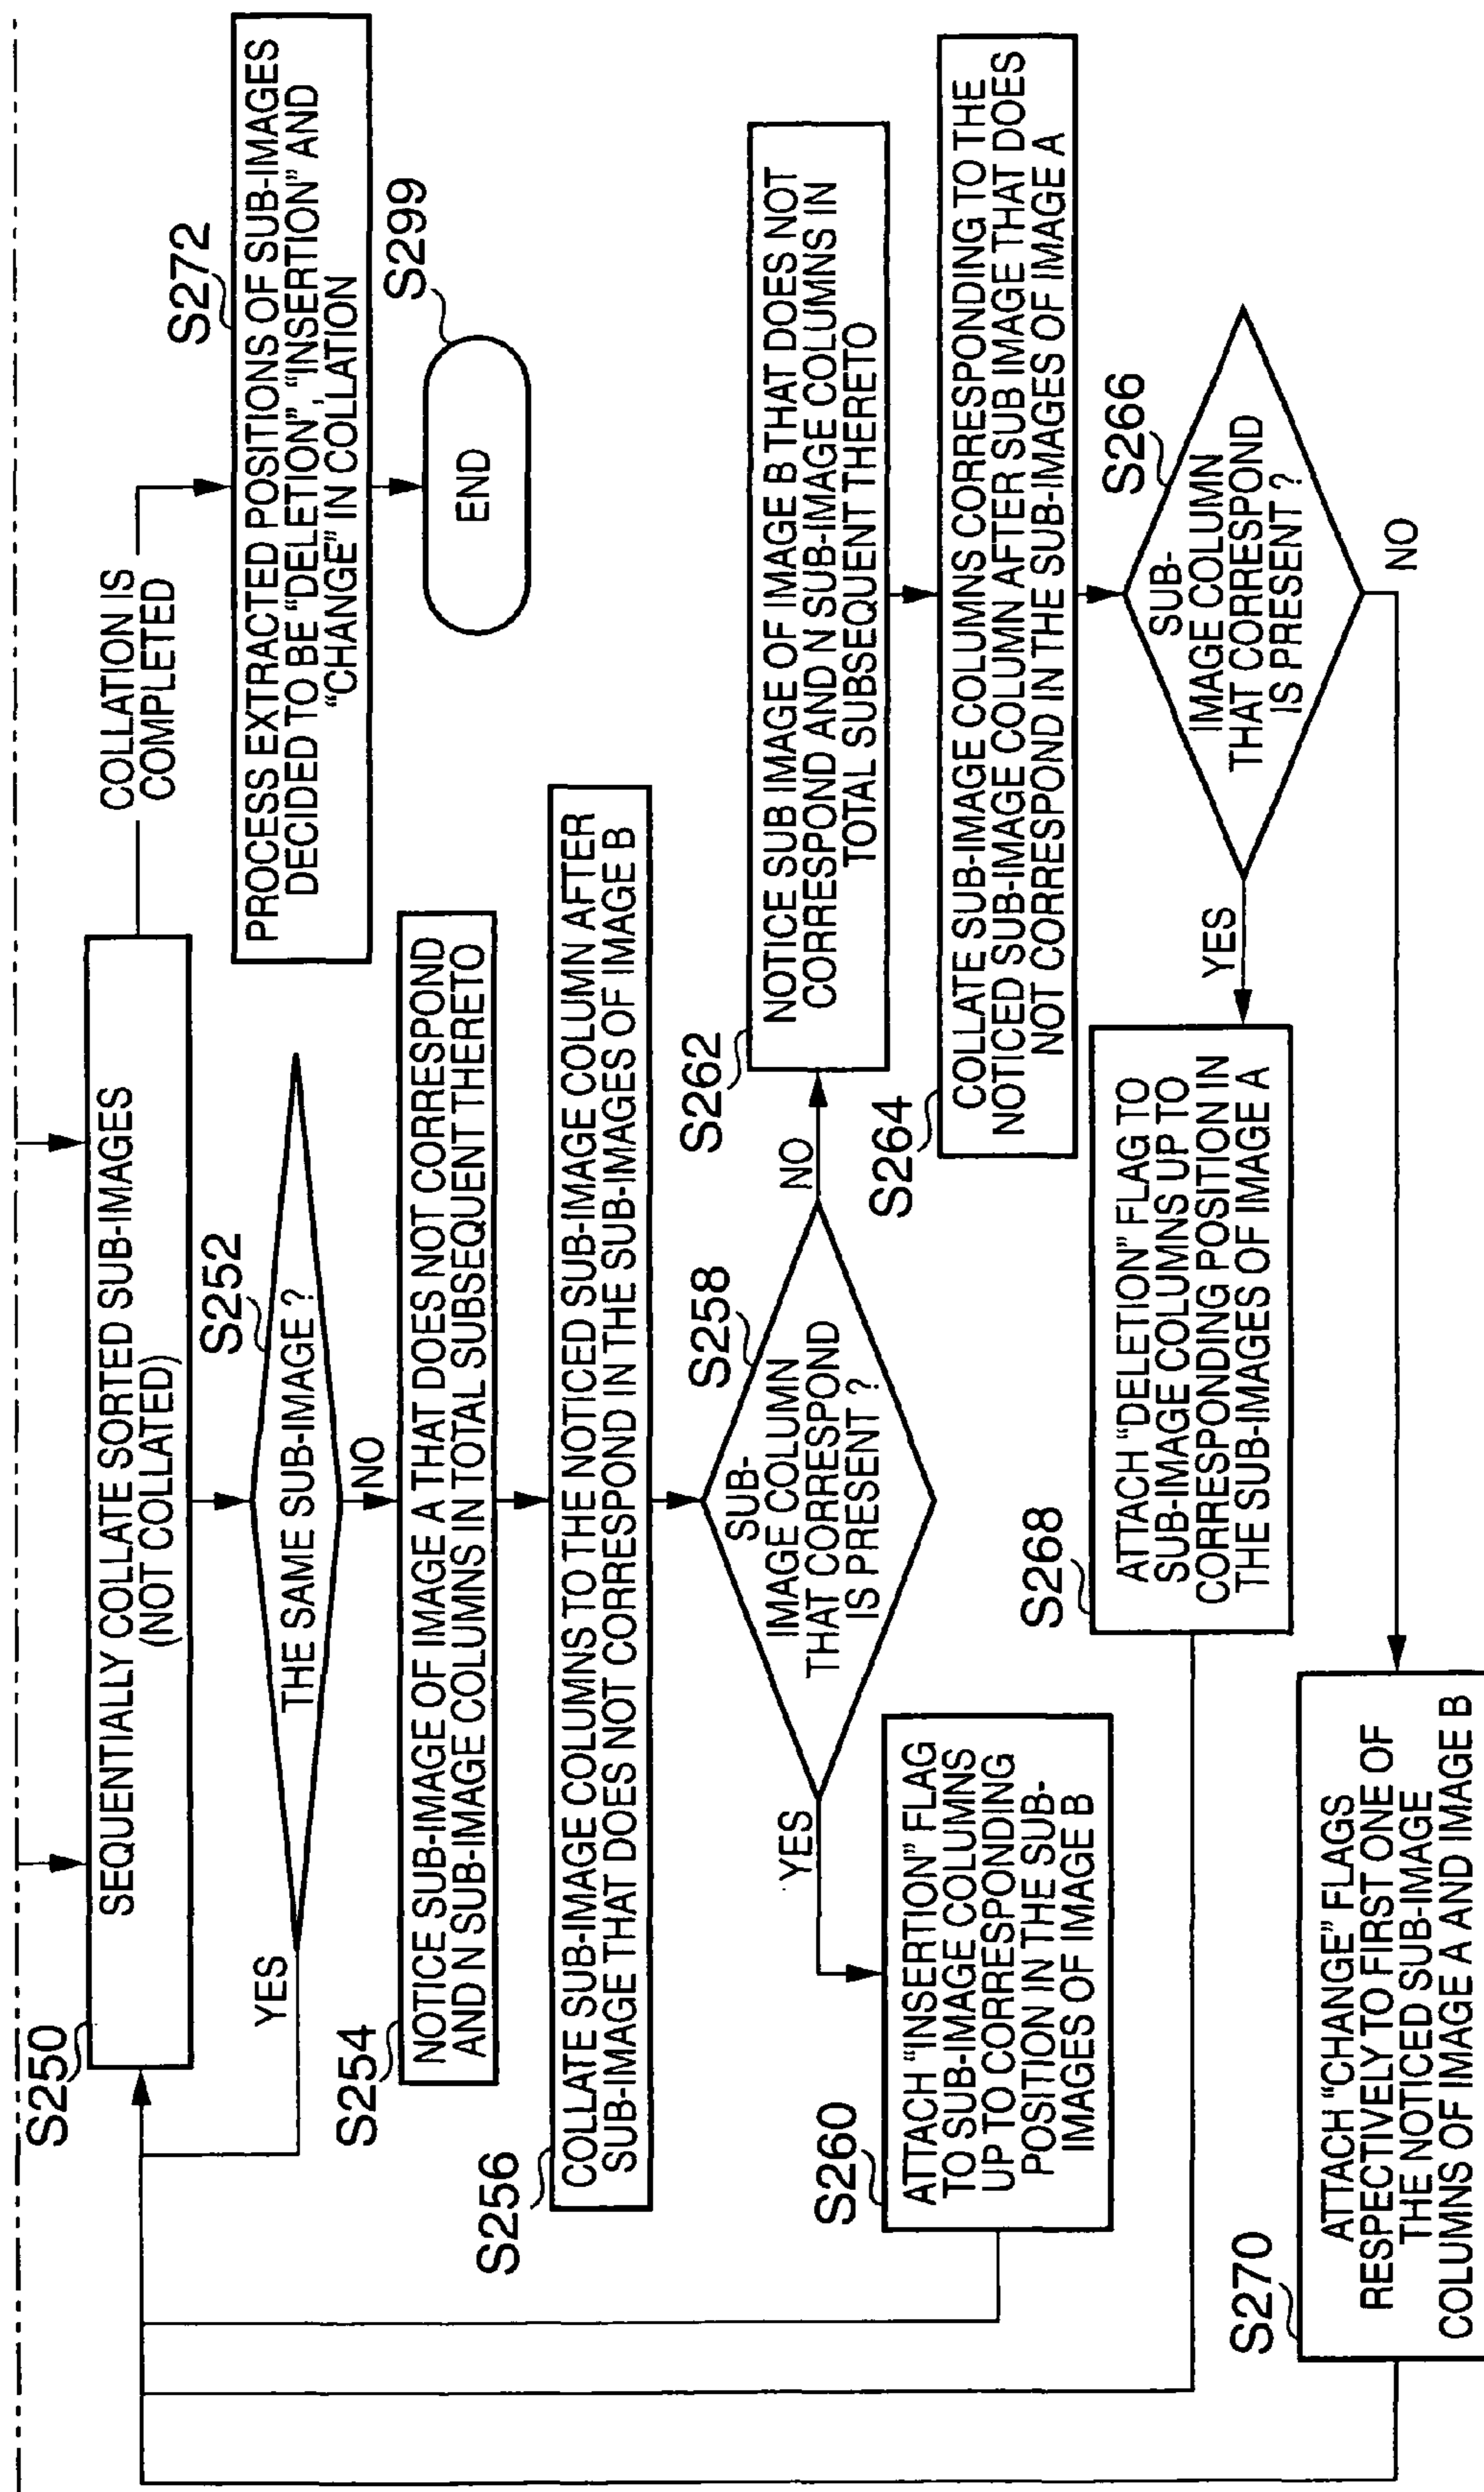 S250
SEQUENTIALLY COLLATE SORTED SUB-IMAGES
(NOT COLLATED)
COLLATION IS
COMPLETED
S272
PROCESS EXTRACTED POSITIONS OF SUB-IMAGES
DECIDED TO BE "DELETION", "INSERTION" AND
"CHANGE" IN COLLATION
S299
END
S252
THE SAME SUB-IMAGE ?
YES
NO
S254
NOTICE SUB-IMAGE OF IMAGE A THAT DOES NOT CORRESPOND
AND N SUB-IMAGE COLUMNS IN TOTAL SUBSEQUENT THERETO
S256
COLLATE SUB-IMAGE COLUMNS TO THE NOTICED SUB-IMAGE COLUMN AFTER
SUB-IMAGE THAT DOES NOT CORRESPOND IN THE SUB-IMAGES OF IMAGE B
S258
SUB-
IMAGE COLUMN
THAT CORRESPOND
IS PRESENT ?
YES
NO
S260
ATTACH "INSERTION" FLAG
TO SUB-IMAGE COLUMNS
UP TO CORRESPONDING
POSITION IN THE SUB-
IMAGES OF IMAGE B
S262
NOTICE SUB IMAGE OF IMAGE B THAT DOES NOT
CORRESPOND AND N SUB-IMAGE COLUMNS IN
TOTAL SUBSEQUENT THERETO
S264
COLLATE SUB-IMAGE COLUMNS CORRESPONDING TO THE
NOTICED SUB-IMAGE COLUMN AFTER SUB IMAGE THAT DOES
NOT CORRESPOND IN THE SUB-IMAGES OF IMAGE A
S266
SUB-
IMAGE COLUMN
THAT CORRESPOND
IS PRESENT ?
YES
NO
S268
ATTACH "DELETION" FLAG TO
SUB-IMAGE COLUMNS UP TO
CORRESPONDING POSITION IN
THE SUB-IMAGES OF IMAGE A
S270
ATTACH "CHANGE" FLAGS
RESPECTIVELY TO FIRST ONE OF
THE NOTICED SUB-IMAGE
COLUMNS OF IMAGE A AND IMAGE B